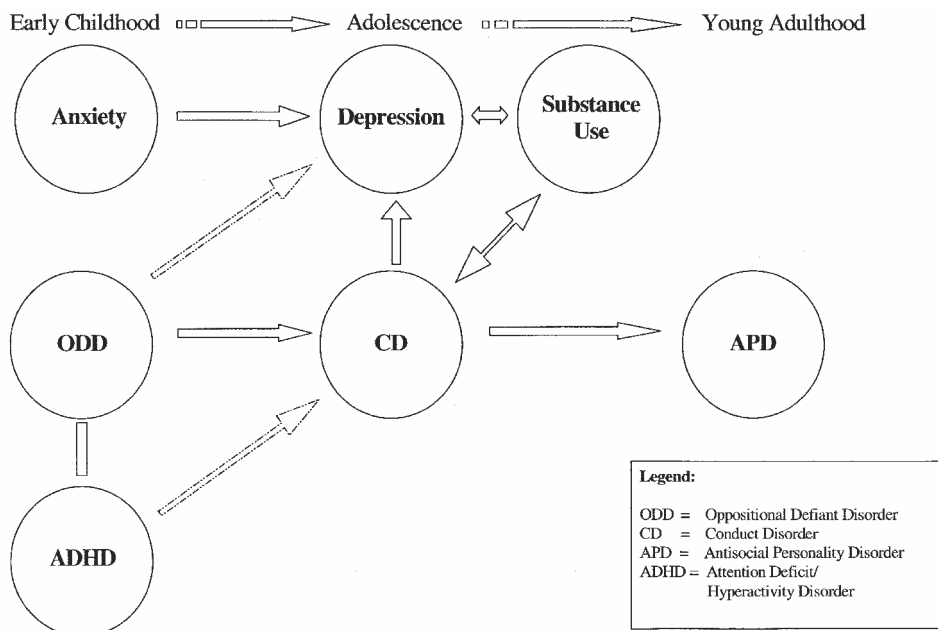 Early Childhood Adolescence Young Adulthood
Anxiety
Depression
Substance
Use
ODD
CD
APD
ADHD
Legend:
ODD = Oppositional Defiant Disorder
CD = Conduct Disorder
APD = Antisocial Personality Disorder
ADHD = Attention Deficit/
Hyperactivity Disorder